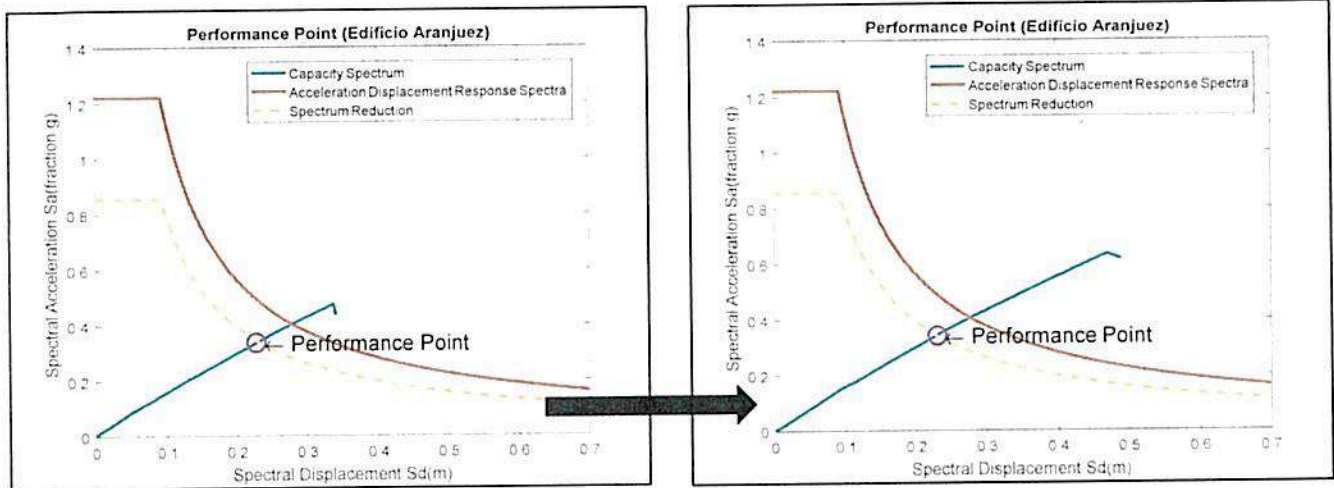 Performance Point (Edificio Aranjuez)
1.4
1.2
1
0.8
0.6
0.4
0.2
0
Spectral Acceleration Sa(fraction g)
Capacity Spectrum
Acceleration Displacement Response Spectra
Spectrum Reduction
Performance Point
0 0.1 0.2 0.3 0.4 0.5 0.6 0.7
Spectral Displacement Sd(m)
Performance Point (Edificio Aranjuez)
1.4
1.2
1
0.8
0.6
0.4
0.2
0
Spectral Acceleration Sa(fraction g)
Capacity Spectrum
Acceleration Displacement Response Spectra
Spectrum Reduction
Performance Point
0 0.1 0.2 0.3 0.4 0.5 0.6 0.7
Spectral Displacement Sd(m)